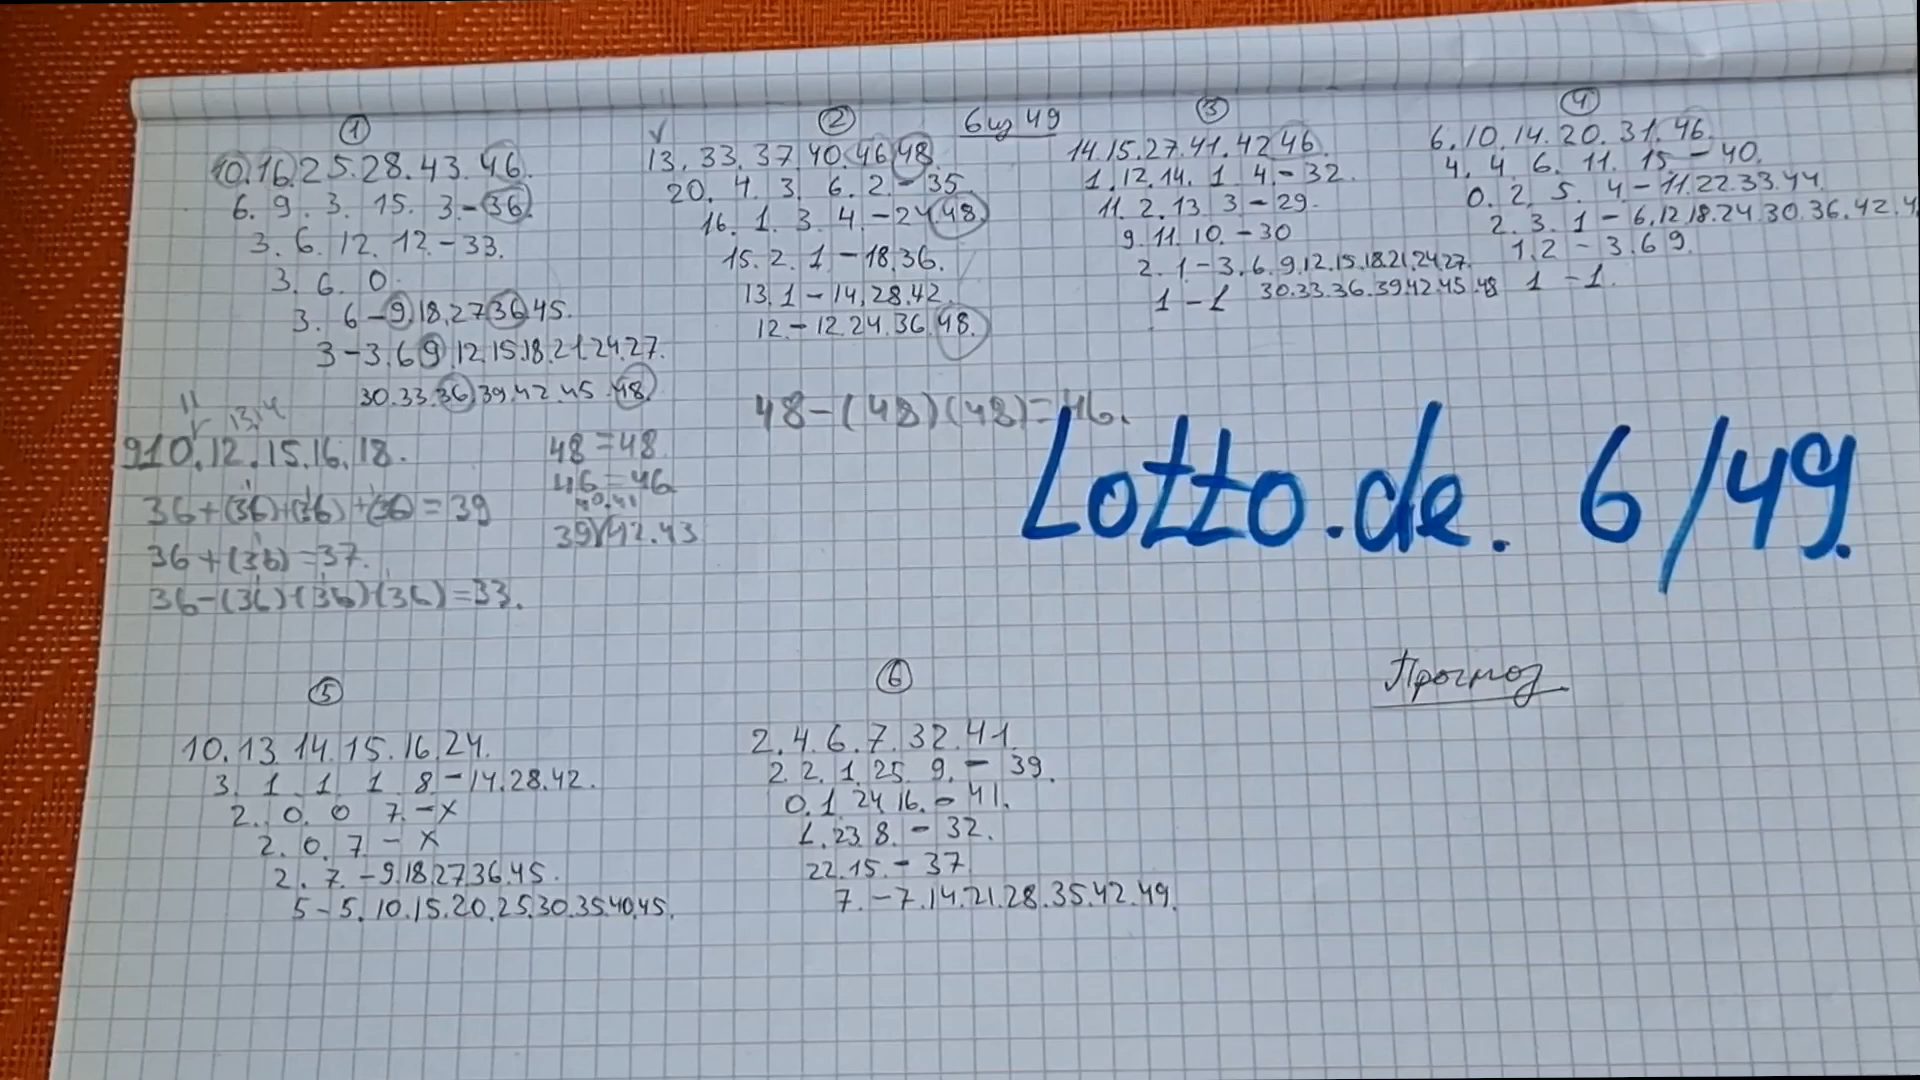 ①
10.16.25.28.43.46.
6. 9. 3. 15. 3.-36.
3. 6. 12. 12.-33.
3. 6. 0.
3. 6-9.18.27.36.45.
3-3.6.9.12.15.18.21.24.27.
30.33.36.39.42.45.48.
②
13.33.37.40.46.48.
20. 4. 3. 6. 2.-35.
16. 1. 3. 4.-24.48.
15. 2. 1-18.36.
13.1-14.28.42.
12-12.24.36.48.
6 из 49
③
14.15.27.41.42.46.
1.12.14. 1. 4.-32.
11. 2. 13. 3-29.
9. 11. 10.-30
2. 1-3.6.9.12.15.18.21.24.27.
30.33.36.39.42.45.48
1-1
④
6.10.14.20.31.46.
4. 4. 6. 11. 15-40.
0. 2. 5. 4-11.22.33.44.
2. 3. 1-6.12.18.24.30.36.42.4
1.2-3.6.9.
1-1.
11
13.14
9 10.12.15.16.18.
36+(36)+(36)+(36)=39
36+(36)=37.
36-(36)-(36)-(36)=33.
48=48
46=46
40.41
39 42.43
48-(48)(48)=46.
Lotto.de. 6/49.
⑤
10.13.14.15.16.24.
3. 1. 1. 1. 8-14.28.42.
2. 0. 0 7.-x
2. 0. 7.-x
2. 7.-9.18.27.36.45.
5-5.10.15.20.25.30.35.40.45.
⑥
2.4.6.7.32.41.
2.2.1.25.9.-39.
0.1.24.16.-41.
1.23.8.-32.
22.15.-37
7.-7.14.21.28.35.42.49.
Прогноз